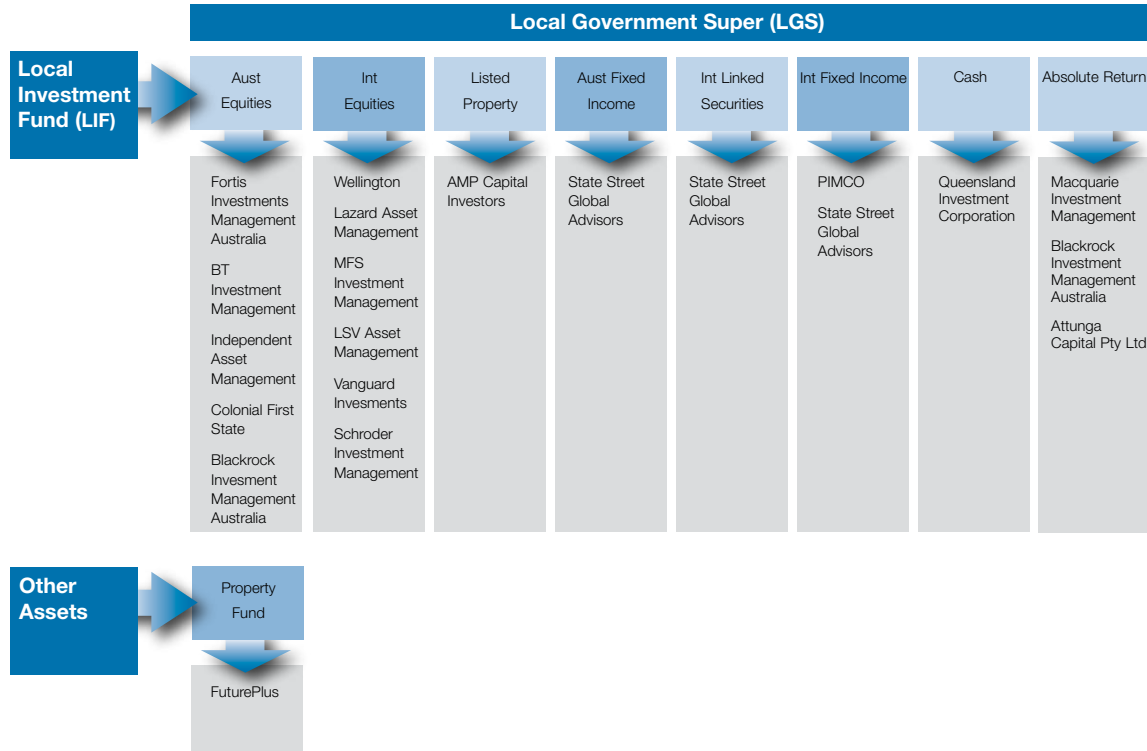 Local Government Super (LGS)
Local
Investment
Fund (LIF)
Aust
Equities
Int
Equities
Listed
Property
Aust Fixed
Income
Int Linked
Securities
Int Fixed Income
Cash
Absolute Return
Fortis
Investments
Management
Australia
BT
Investment
Management
Independent
Asset
Management
Colonial First
State
Blackrock
Invesment
Management
Australia
Wellington
Lazard Asset
Management
MFS
Investment
Management
LSV Asset
Management
Vanguard
Invesments
Schroder
Investment
Management
AMP Capital
Investors
State Street
Global
Advisors
State Street
Global
Advisors
PIMCO
State Street
Global
Advisors
Queensland
Investment
Corporation
Macquarie
Investment
Management
Blackrock
Investment
Management
Australia
Attunga
Capital Pty Ltd
Other
Assets
Property
Fund
FuturePlus